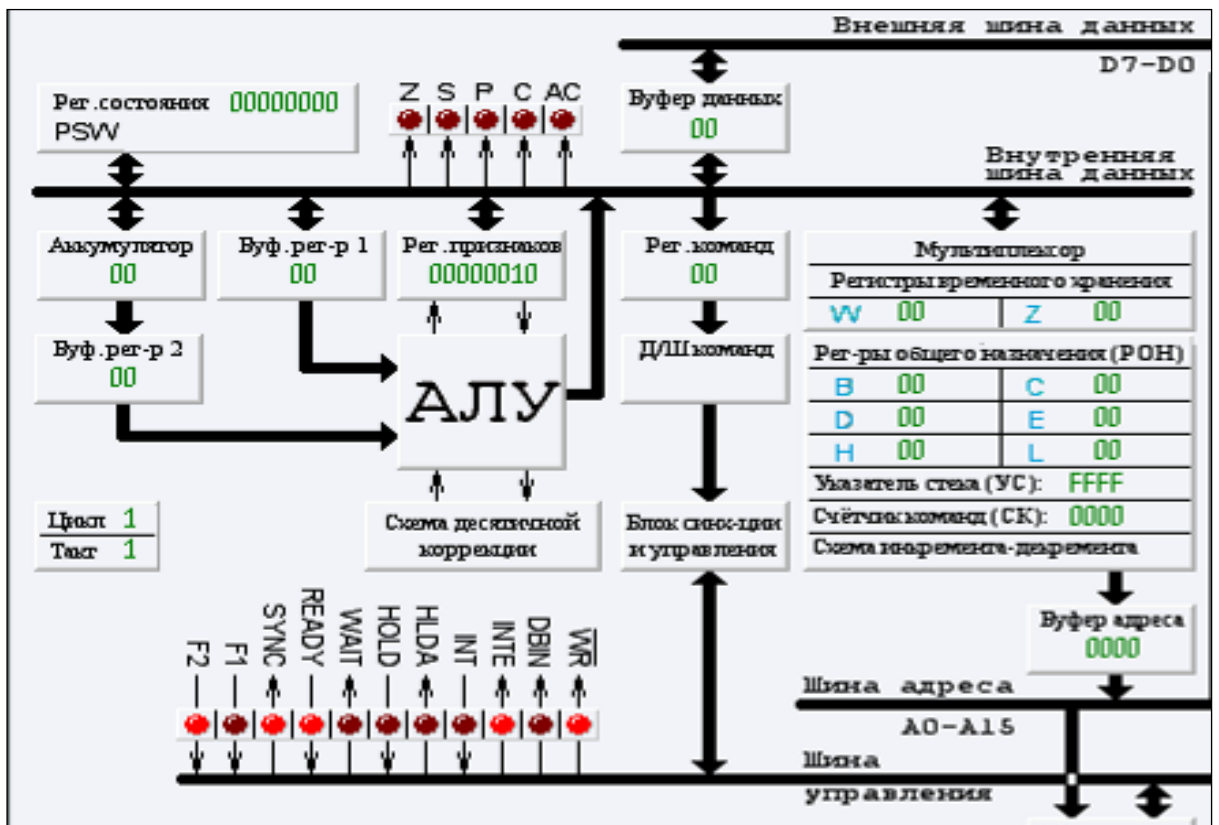 Внешняя шина данных
D7-D0
Рег.состояния 00000000
PSW
Z S P C AC
Буфер данных
00
Внутренняя
шина данных
Аккумулятор
00
Буф.рег-р 1
00
Рег.признаков
00000010
Рег.команд
00
Мультиплексор
Регистры временного хранения
W 00 Z 00
Буф.рег-р 2
00
АЛУ
Д/Ш команд
Рег-ры общего назначения (РОН)
B 00 C 00
D 00 E 00
H 00 L 00
Указатель стека (УС): FFFF
Счётчик команд (СК): 0000
Схема инкремента-декремента
Цикл 1
Такт 1
Схема десятичной
коррекции
Блок синх-ции
и управления
Буфер адреса
0000
F2 F1 SYNC READY WAIT HOLD HLDA INT INTE DBIN WR
Шина адреса
A0-A15
Шина
управления